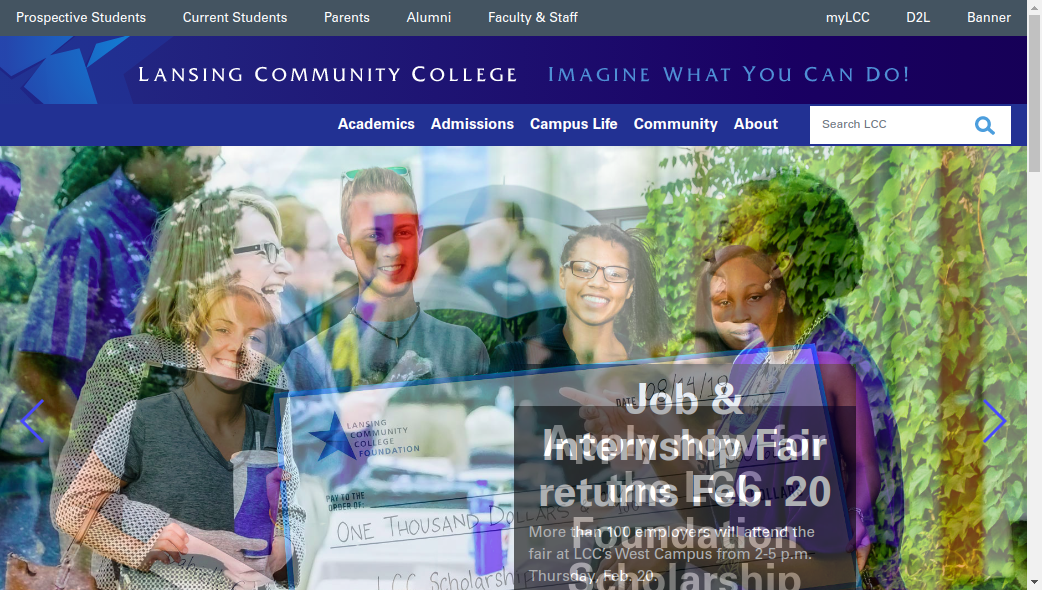 Prospective Students Current Students Parents Alumni Faculty & Staff myLCC D2L Banner
LANSING COMMUNITY COLLEGE IMAGINE WHAT YOU CAN DO!
Academics Admissions Campus Life Community About Search LCC
DATE 08/14/19
LANSING
COMMUNITY
COLLEGE
FOUNDATION
PAY TO THE
ORDER OF:
ONE THOUSAND DOLLARS
LCC Scholarship
Job &
Internship Fair
returns Feb. 20
More than 100 employers will attend the
fair at LCC's West Campus from 2-5 p.m.
Thursday, Feb. 20.
Foundation
Scholarship